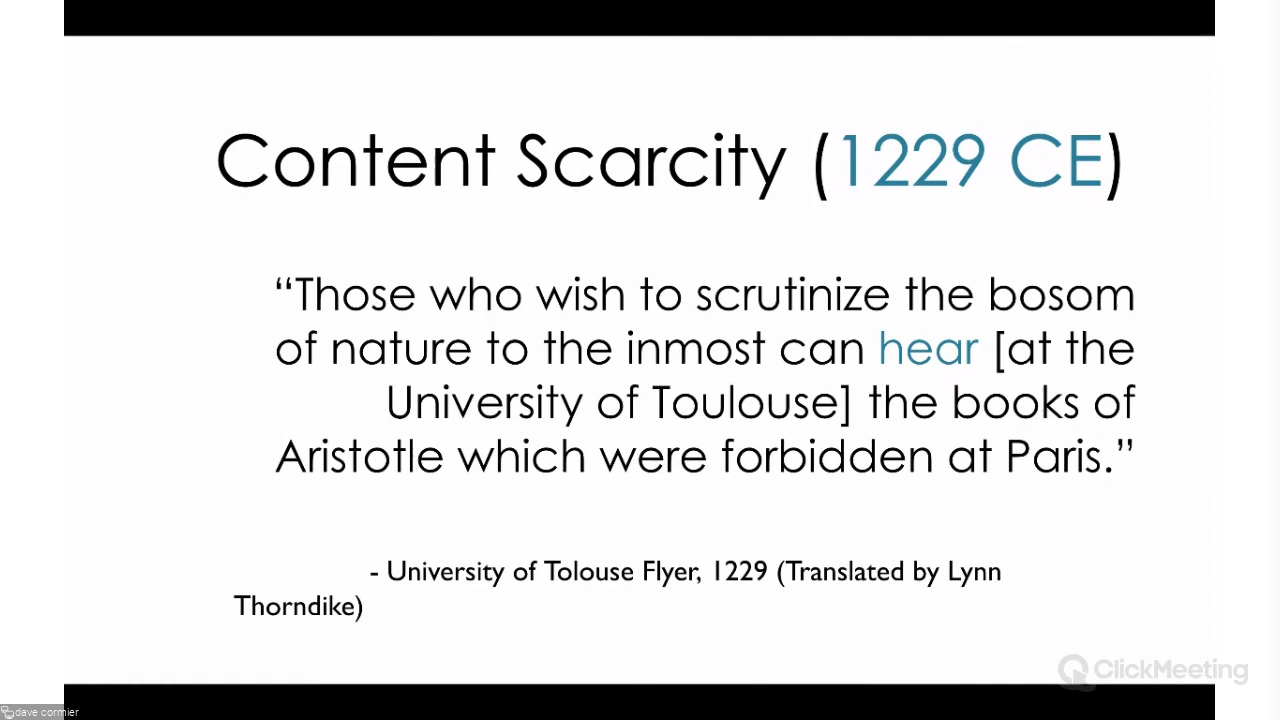 Content Scarcity (1229 CE)
“Those who wish to scrutinize the bosom
of nature to the inmost can hear [at the
University of Toulouse] the books of
Aristotle which were forbidden at Paris.”
- University of Tolouse Flyer, 1229 (Translated by Lynn
Thorndike)
ClickMeeting
dave cormier